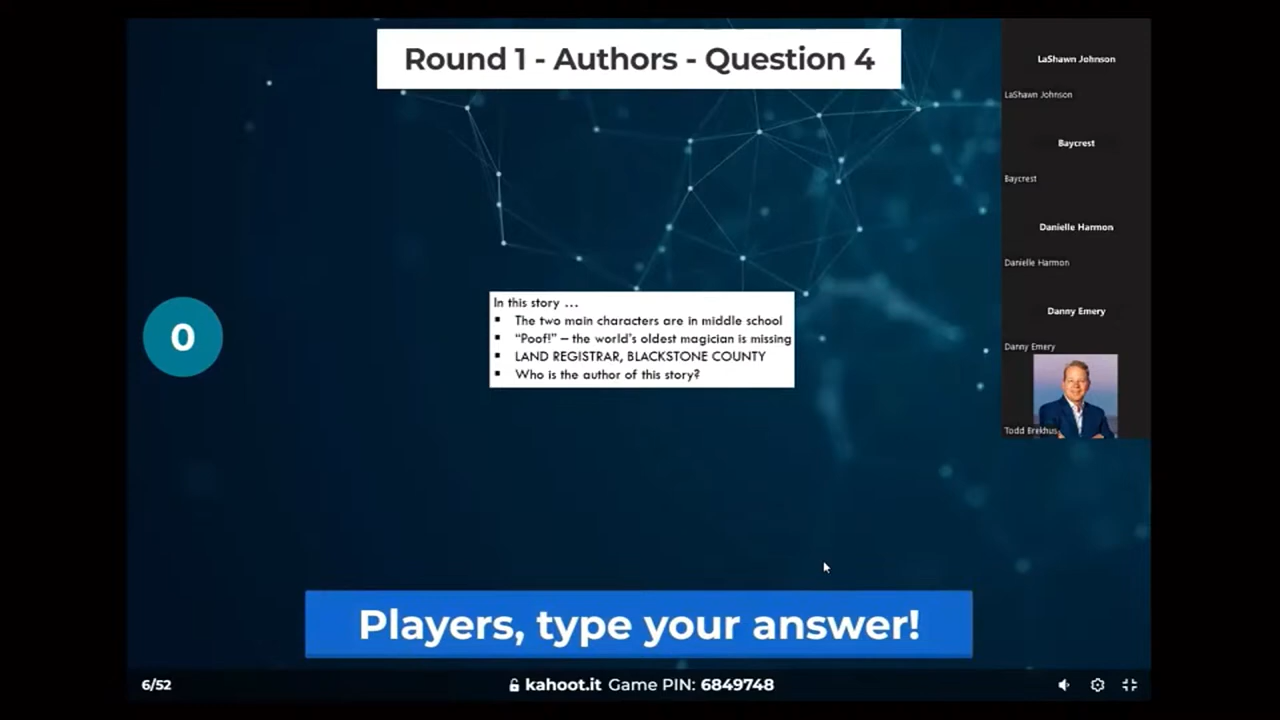 Round 1 - Authors - Question 4
LaShawn Johnson
LaShawn Johnson
Baycrest
Baycrest
Danielle Harmon
Danielle Harmon
Danny Emery
Danny Emery
Todd Brekhus
0
In this story …
▪ The two main characters are in middle school
▪ “Poof!” – the world’s oldest magician is missing
▪ LAND REGISTRAR, BLACKSTONE COUNTY
▪ Who is the author of this story?
Players, type your answer!
6/52
kahoot.it Game PIN: 6849748